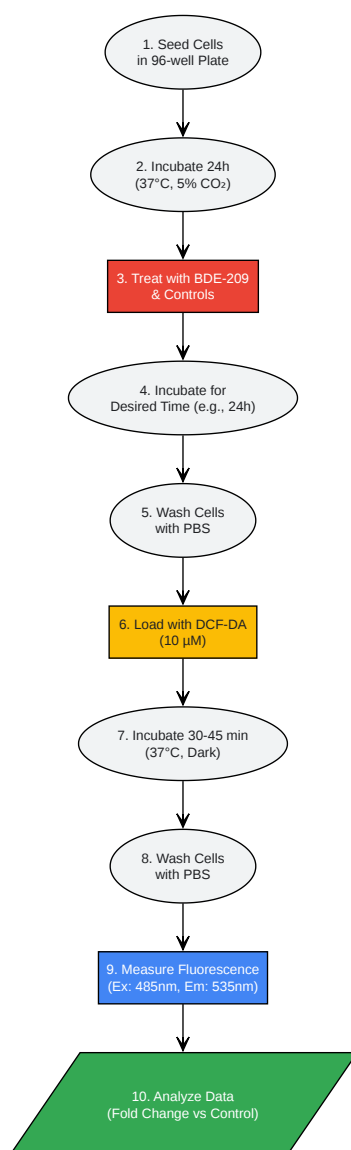 1. Seed Cells
in 96-well Plate
2. Incubate 24h
(37°C, 5% CO₂)
3. Treat with BDE-209
& Controls
4. Incubate for
Desired Time (e.g., 24h)
5. Wash Cells
with PBS
6. Load with DCF-DA
(10 µM)
7. Incubate 30-45 min
(37°C, Dark)
8. Wash Cells
with PBS
9. Measure Fluorescence
(Ex: 485nm, Em: 535nm)
10. Analyze Data
(Fold Change vs Control)